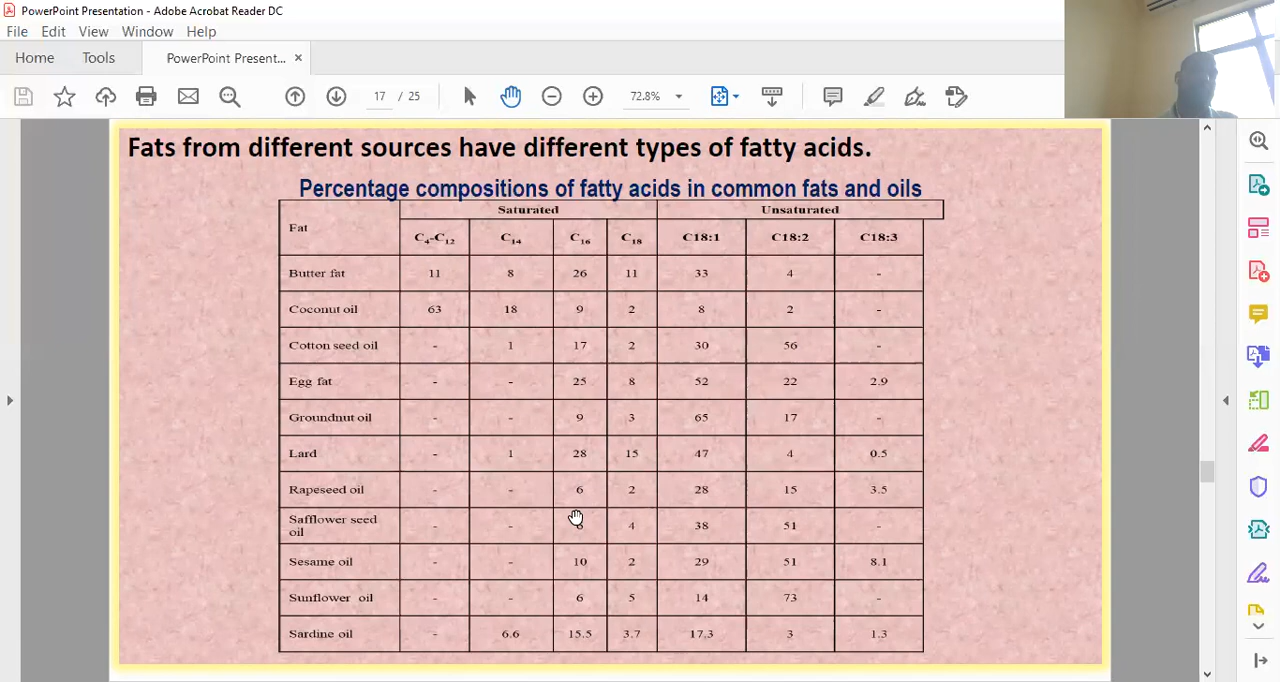 PowerPoint Presentation - Adobe Acrobat Reader DC
File Edit View Window Help
Home Tools PowerPoint Present... ×
17 / 25 72.8%
Fats from different sources have different types of fatty acids.
Percentage compositions of fatty acids in common fats and oils
Fat Saturated Unsaturated
C4-C12 C14 C16 C18 C18:1 C18:2 C18:3
Butter fat 11 8 26 11 33 4 -
Coconut oil 63 18 9 2 8 2 -
Cotton seed oil - 1 17 2 30 56 -
Egg fat - - 25 8 52 22 2.9
Groundnut oil - - 9 3 65 17 -
Lard - 1 28 15 47 4 0.5
Rapeseed oil - - 6 2 28 15 3.5
Safflower seed
oil - - 4 38 51 -
Sesame oil - - 10 2 29 51 8.1
Sunflower oil - - 6 5 14 73 -
Sardine oil - 6.6 15.5 3.7 17.3 3 1.3